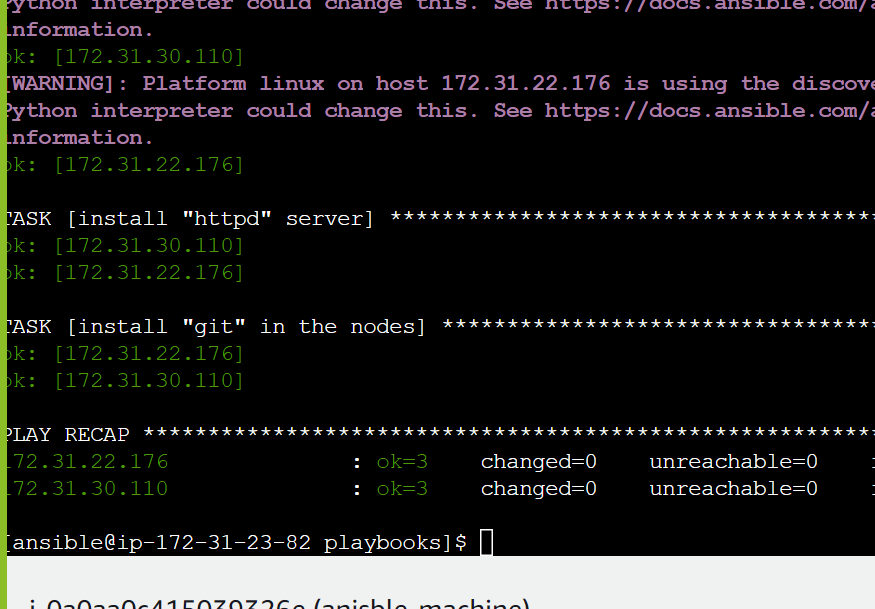 Python interpreter could change this. See https://docs.ansible.com/a
information.
ok: [172.31.30.110]
[WARNING]: Platform linux on host 172.31.22.176 is using the discove
Python interpreter could change this. See https://docs.ansible.com/a
information.
ok: [172.31.22.176]
TASK [install "httpd" server] *************************************
ok: [172.31.30.110]
ok: [172.31.22.176]
TASK [install "git" in the nodes] *********************************
ok: [172.31.22.176]
ok: [172.31.30.110]
PLAY RECAP ********************************************************
172.31.22.176 : ok=3 changed=0 unreachable=0
172.31.30.110 : ok=3 changed=0 unreachable=0
[ansible@ip-172-31-23-82 playbooks]$
i-0a0aa0c415039326e (anisble-machine)